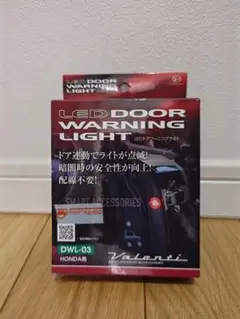 LED DOOR
WARNING
LIGHT
LEDドアワーニングライト
ドア連動でライトが点滅!
暗闇時の安全性が向上!
配線不要!
SMART ACCESSORIES
DWL-03
HONDA用
Valenti